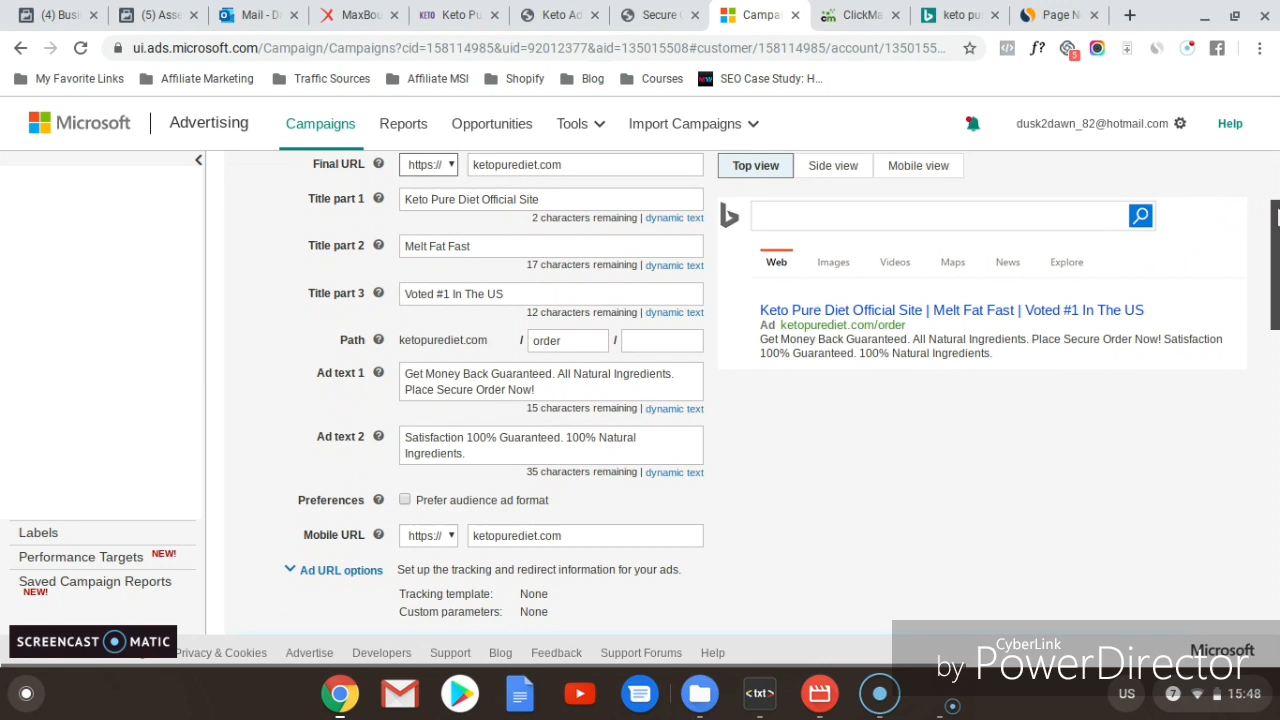 (4) Busi
(5) Asse
Mail - D
MaxBou
Keto Pu
Keto Ad
Secure
Campai
ClickMa
keto pu
Page N
ui.ads.microsoft.com/Campaign/Campaigns?cid=158114985&uid=92012377&aid=135015508#customer/158114985/account/1350155...
f?
5
My Favorite Links
Affiliate Marketing
Traffic Sources
Affiliate MSI
Shopify
Blog
Courses
SEO Case Study: H...
Microsoft
Advertising
Campaigns
Reports
Opportunities
Tools
Import Campaigns
dusk2dawn_82@hotmail.com
Help
Final URL
https://
ketopurediet.com
Title part 1
Keto Pure Diet Official Site
2 characters remaining | dynamic text
Title part 2
Melt Fat Fast
17 characters remaining | dynamic text
Title part 3
Voted #1 In The US
12 characters remaining | dynamic text
Path
ketopurediet.com / order /
Ad text 1
Get Money Back Guaranteed. All Natural Ingredients.
Place Secure Order Now!
15 characters remaining | dynamic text
Ad text 2
Satisfaction 100% Guaranteed. 100% Natural
Ingredients.
35 characters remaining | dynamic text
Preferences
Prefer audience ad format
Mobile URL
https://
ketopurediet.com
Ad URL options
Set up the tracking and redirect information for your ads.
Tracking template: None
Custom parameters: None
Top view
Side view
Mobile view
Web
Images
Videos
Maps
News
Explore
Keto Pure Diet Official Site | Melt Fat Fast | Voted #1 In The US
Ad ketopurediet.com/order
Get Money Back Guaranteed. All Natural Ingredients. Place Secure Order Now! Satisfaction
100% Guaranteed. 100% Natural Ingredients.
Labels
Performance Targets NEW!
Saved Campaign Reports
NEW!
SCREENCAST MATIC
Privacy & Cookies
Advertise
Developers
Support
Blog
Feedback
Support Forums
Help
Microsoft
CyberLink
by PowerDirector
<txt>
US
7
15:48